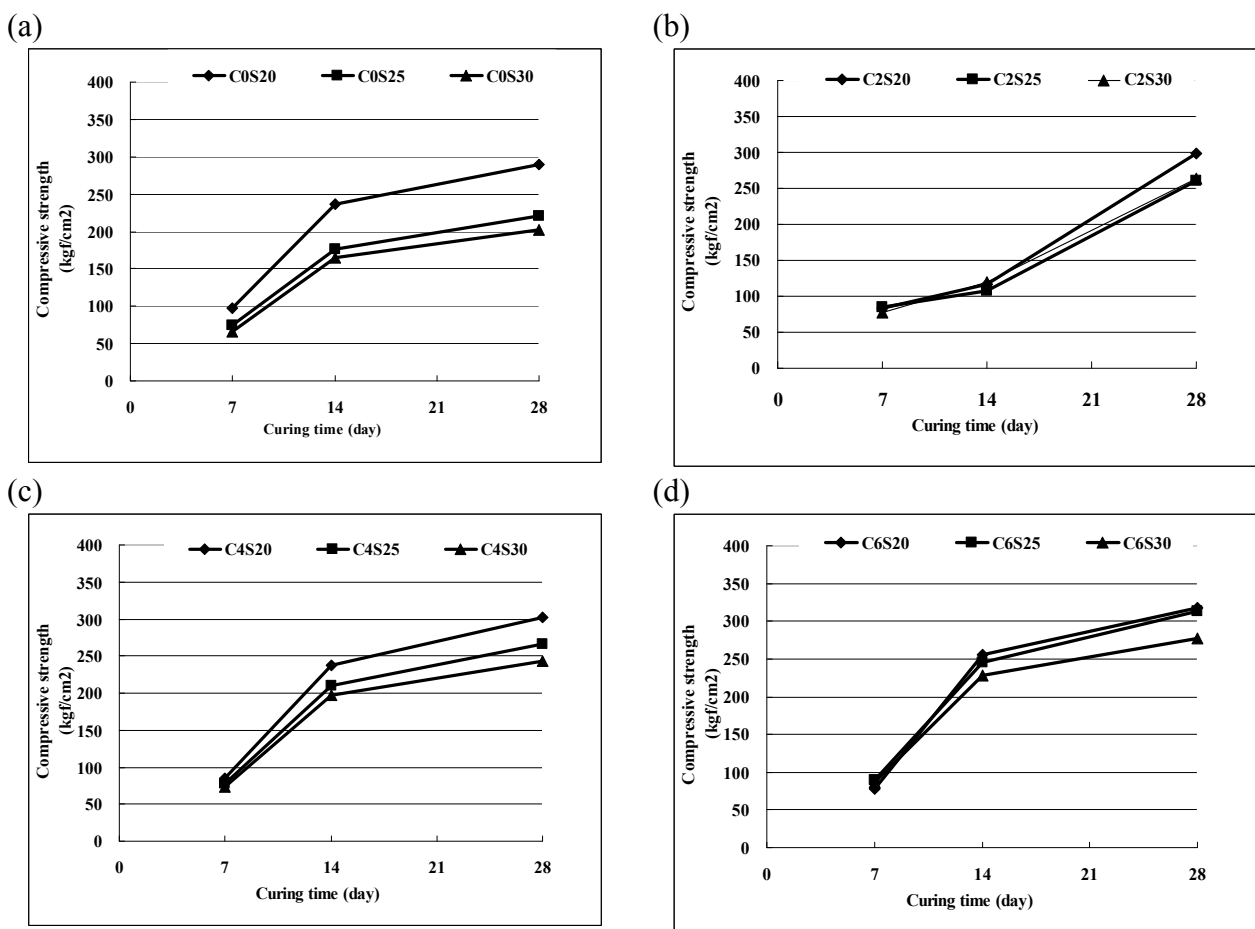 (a)
C0S20 C0S25 C0S30
400
350
300
250
200
150
100
50
0
Compressive strength
(kgf/cm2)
0 7 14 21 28
Curing time (day)
(b)
C2S20 C2S25 C2S30
400
350
300
250
200
150
100
50
0
Compressive strength
(kgf/cm2)
0 7 14 21 28
Curing time (day)
(c)
C4S20 C4S25 C4S30
400
350
300
250
200
150
100
50
0
Compressive strength
(kgf/cm2)
0 7 14 21 28
Curing time (day)
(d)
C6S20 C6S25 C6S30
400
350
300
250
200
150
100
50
0
Compressive strength
(kgf/cm2)
0 7 14 21 28
Curing time (day)